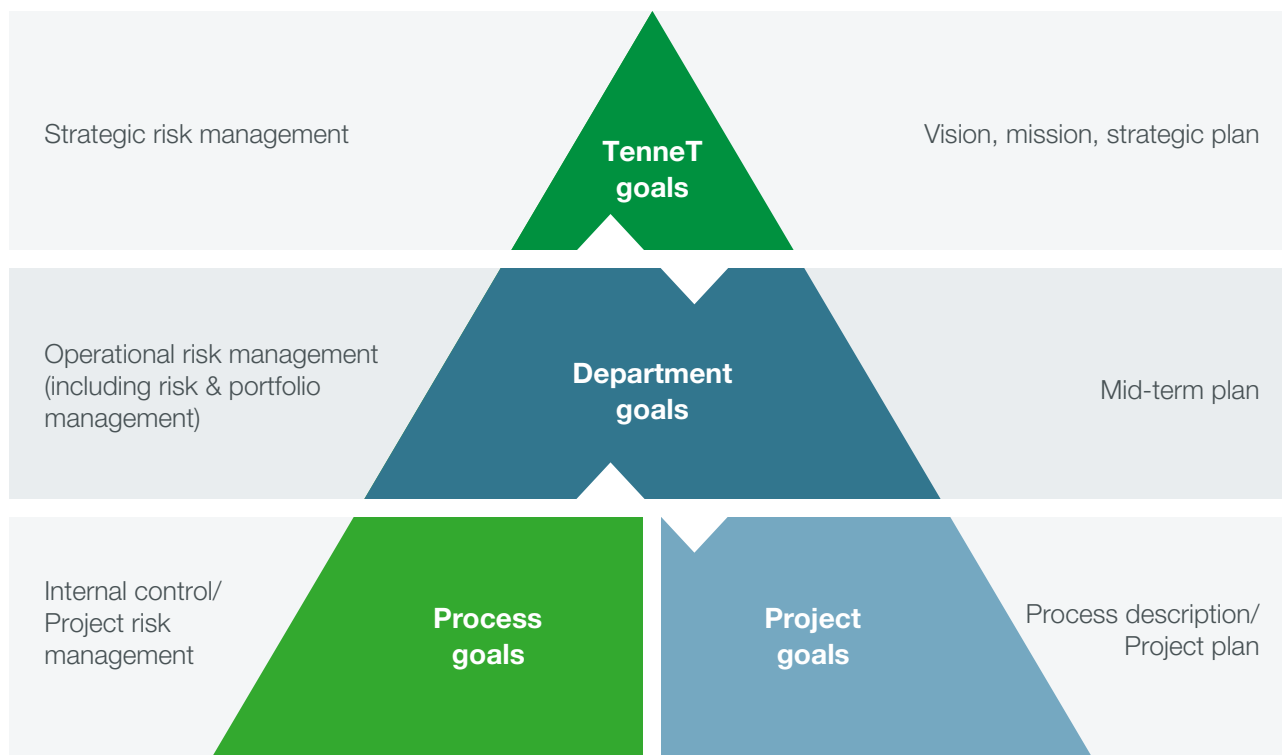 Strategic risk management
TenneT
goals
Vision, mission, strategic plan
Operational risk management
(including risk & portfolio
management)
Department
goals
Mid-term plan
Internal control/
Project risk
management
Process
goals
Project
goals
Process description/
Project plan